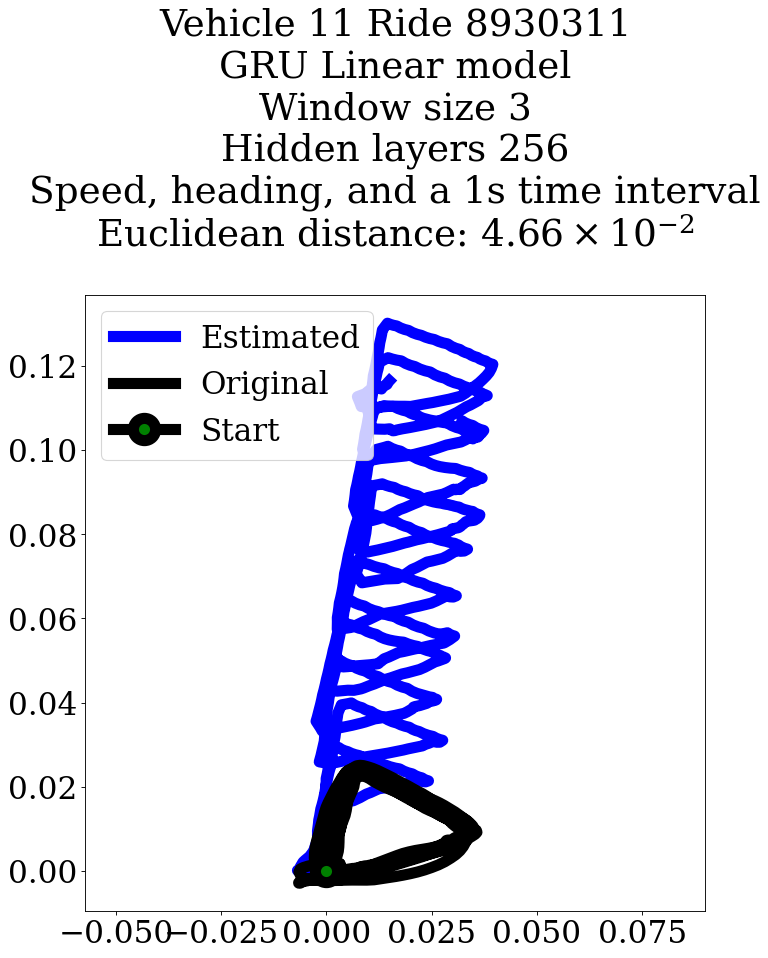 Vehicle 11 Ride 8930311
GRU Linear model
Window size 3
Hidden layers 256
Speed, heading, and a 1s time interval
Euclidean distance: 4.66 × 10⁻²
Estimated
Original
Start
0.12
0.10
0.08
0.06
0.04
0.02
0.00
−0.050 −0.025 0.000 0.025 0.050 0.075